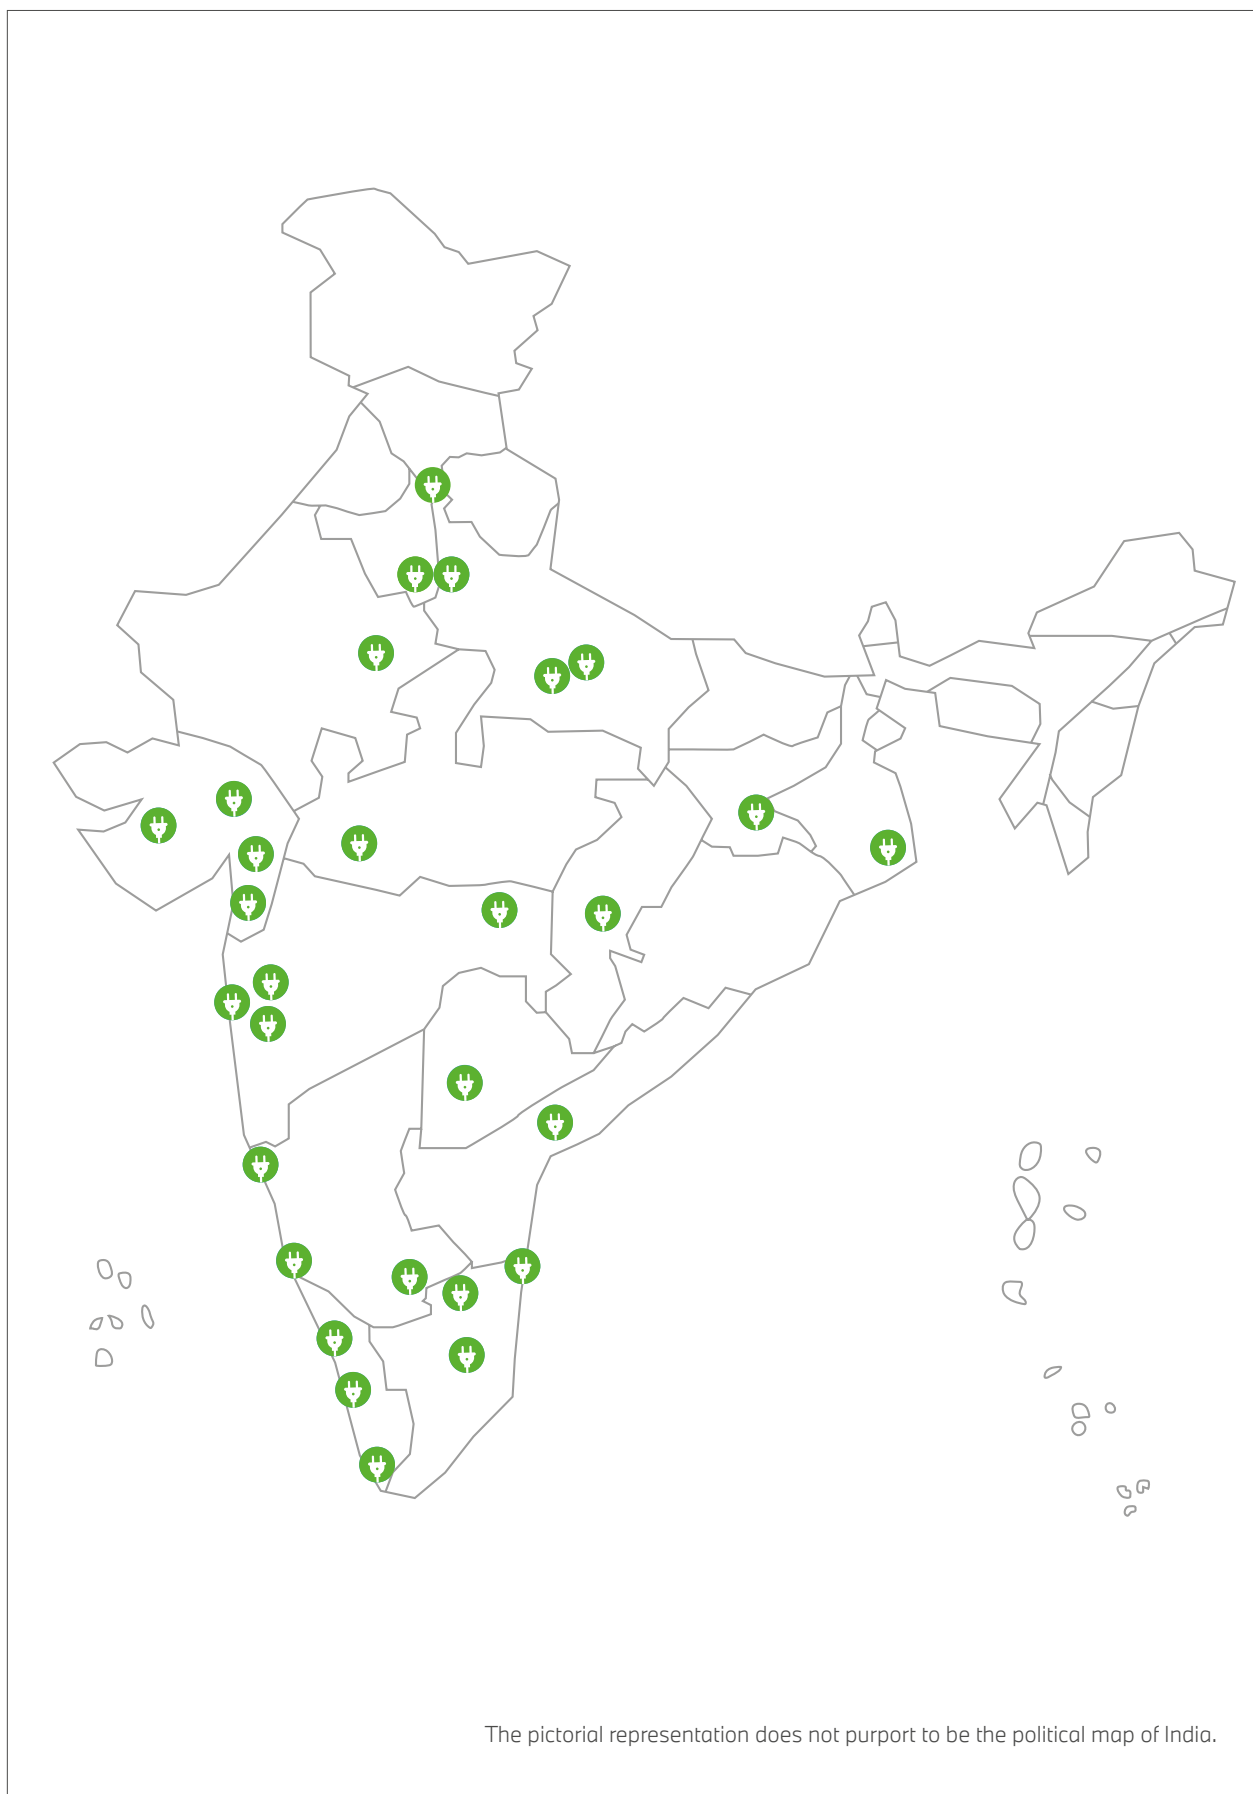 The pictorial representation does not purport to be the political map of India.